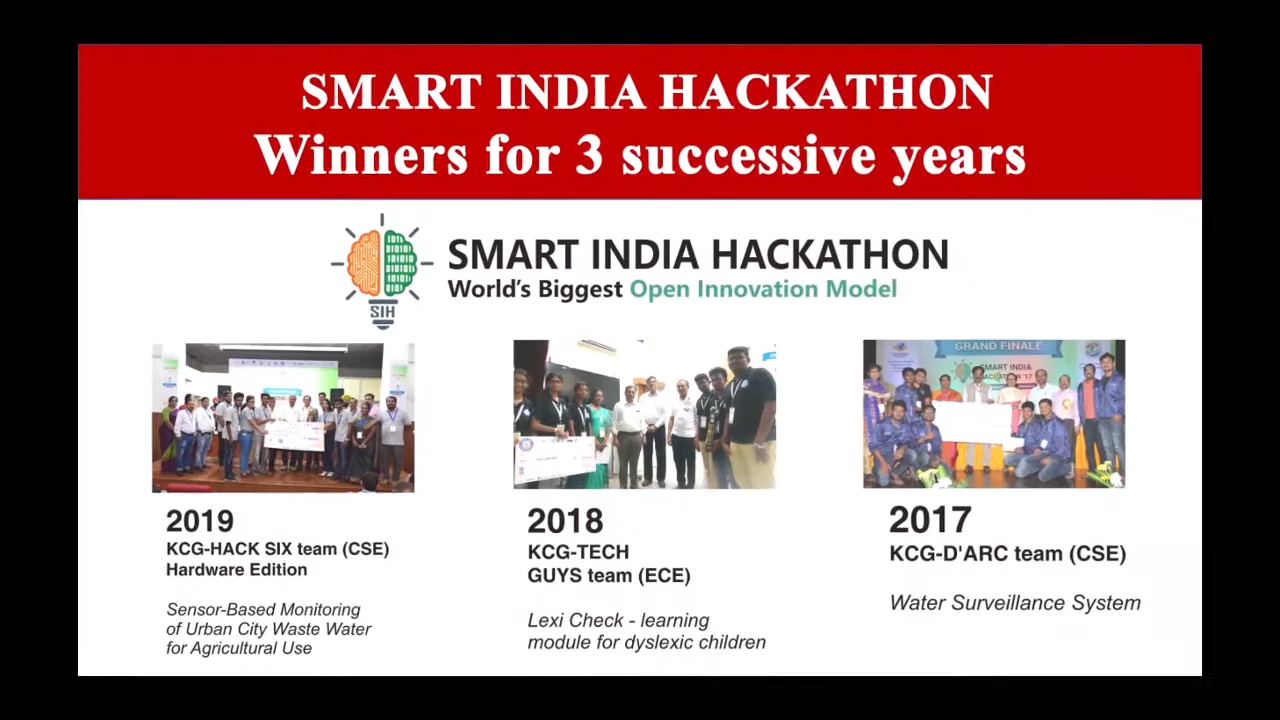 SMART INDIA HACKATHON
Winners for 3 successive years
SIH
SMART INDIA HACKATHON
World's Biggest Open Innovation Model
GRAND FINALE
SMART INDIA
2019
KCG-HACK SIX team (CSE)
Hardware Edition
Sensor-Based Monitoring
of Urban City Waste Water
for Agricultural Use
2018
KCG-TECH
GUYS team (ECE)
Lexi Check - learning
module for dyslexic children
2017
KCG-D'ARC team (CSE)
Water Surveillance System